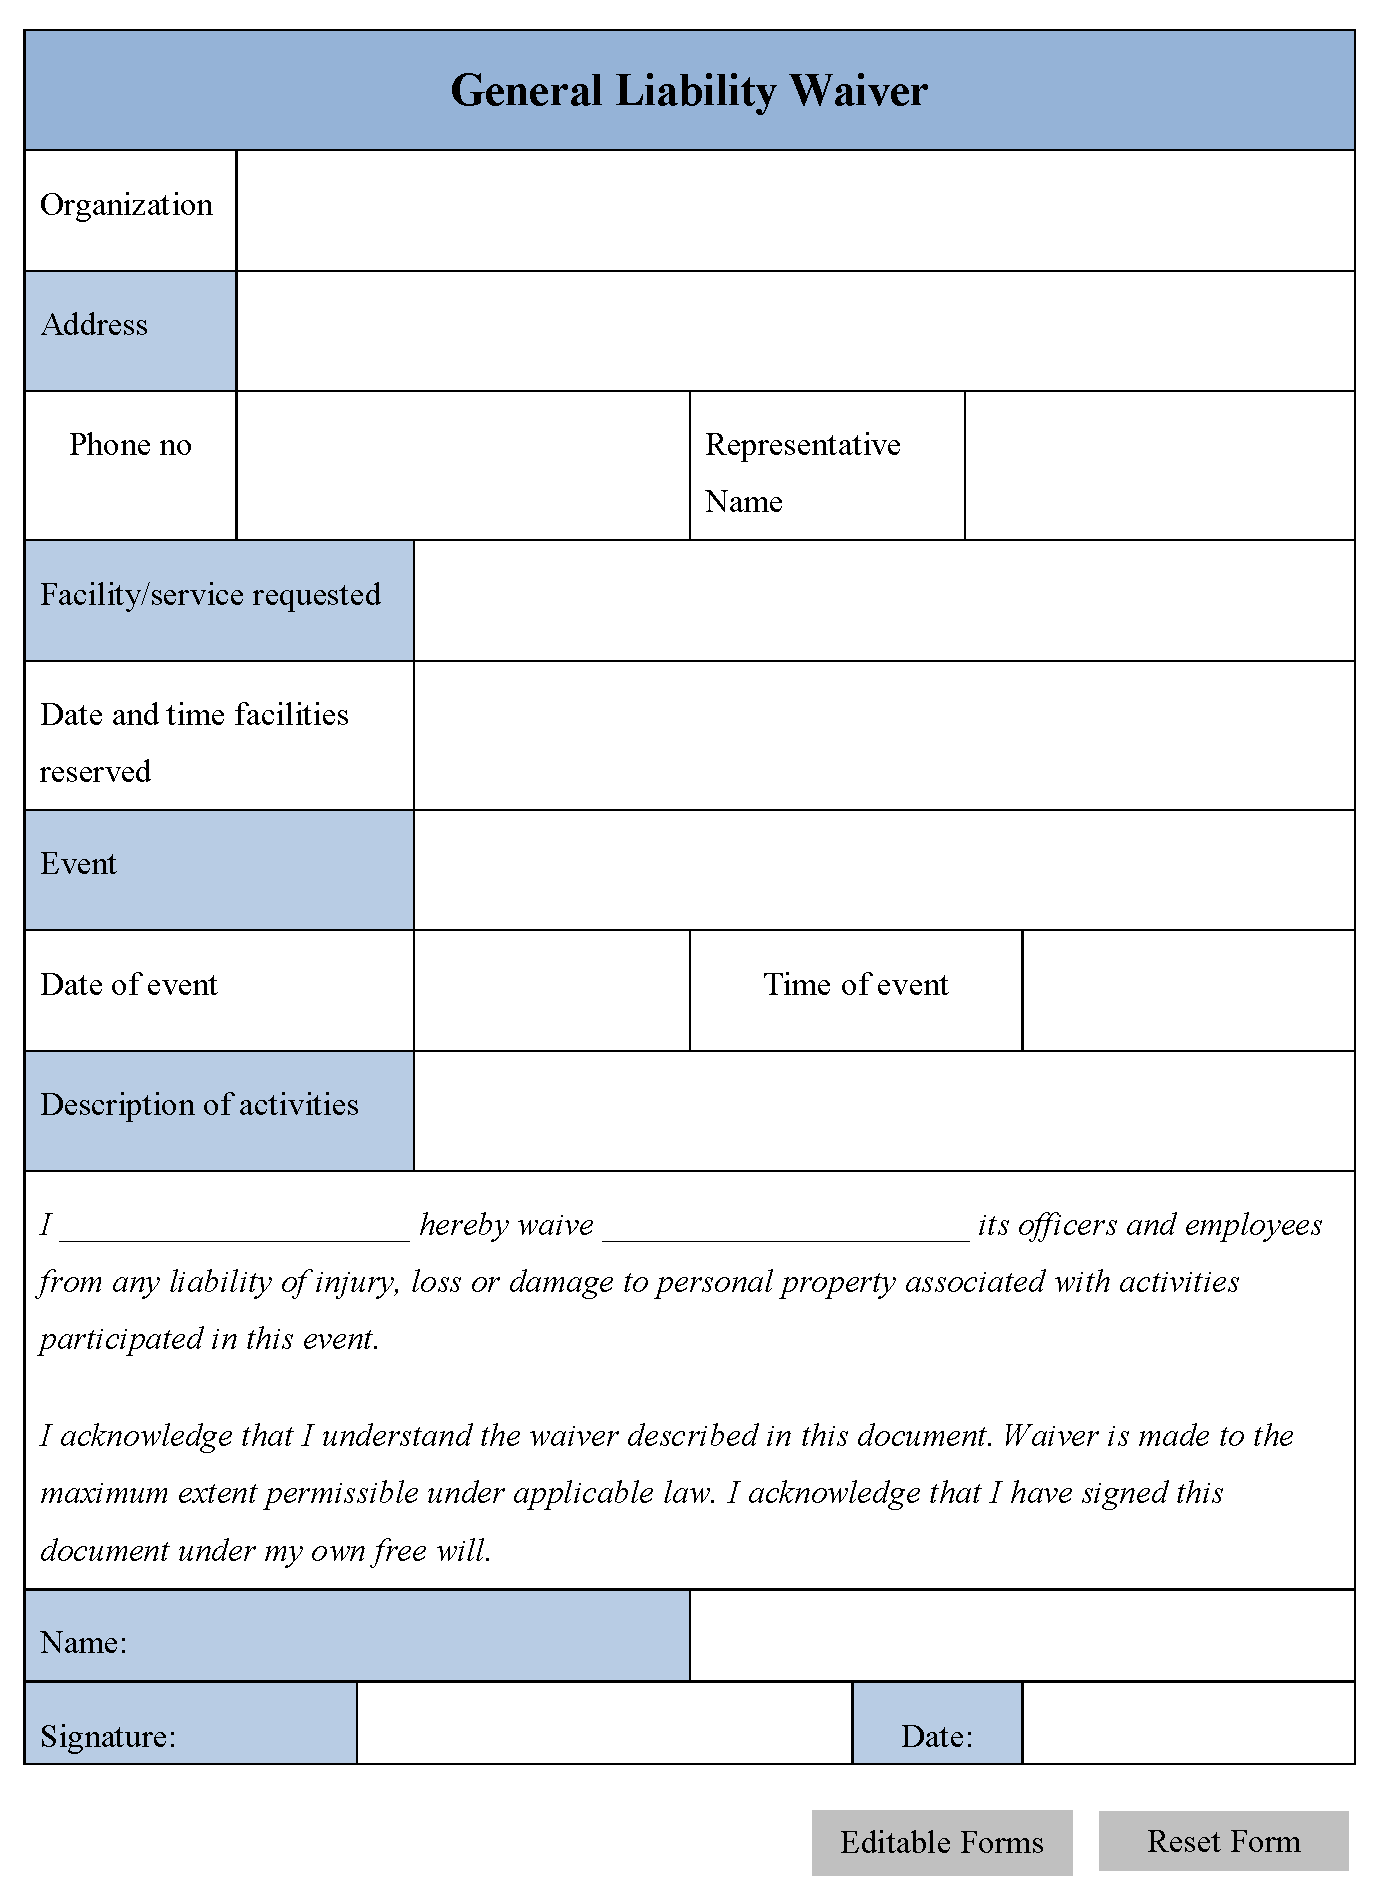 General Liability Waiver
Organization
Address
Phone no
Representative
Name
Facility/service requested
Date and time facilities
reserved
Event
Date of event
Time of event
Description of activities
I ______________________ hereby waive _______________________ its officers and employees
from any liability of injury, loss or damage to personal property associated with activities
participated in this event.
I acknowledge that I understand the waiver described in this document. Waiver is made to the
maximum extent permissible under applicable law. I acknowledge that I have signed this
document under my own free will.
Name:
Signature:
Date:
Editable Forms
Reset Form